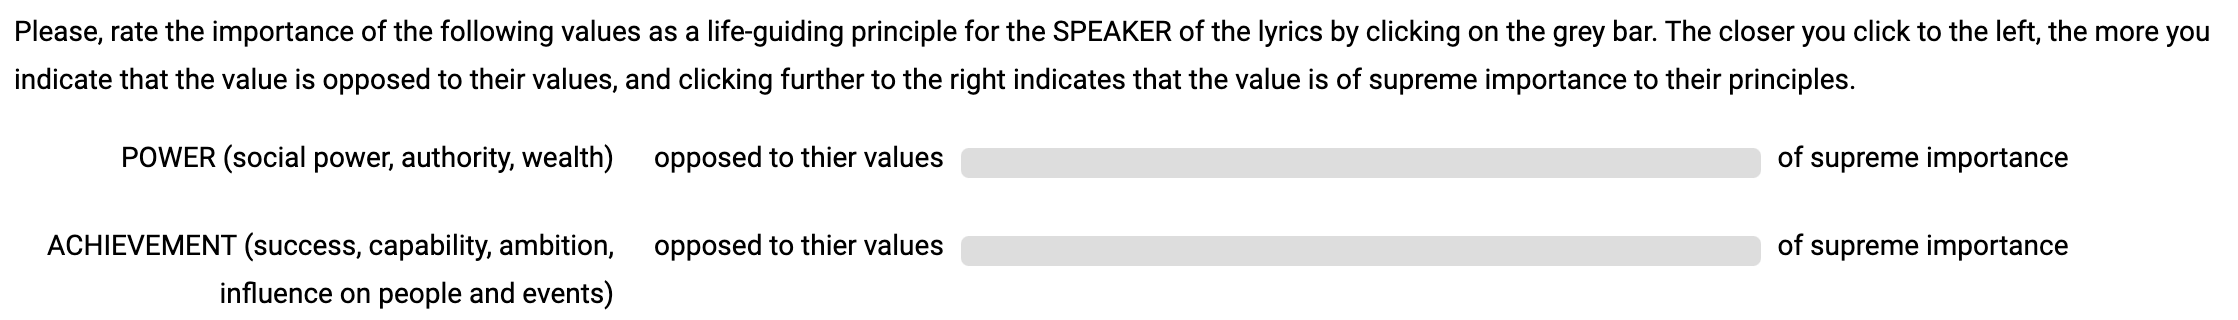 Please, rate the importance of the following values as a life-guiding principle for the SPEAKER of the lyrics by clicking on the grey bar. The closer you click to the left, the more you
indicate that the value is opposed to their values, and clicking further to the right indicates that the value is of supreme importance to their principles.
POWER (social power, authority, wealth) opposed to thier values of supreme importance
ACHIEVEMENT (success, capability, ambition, opposed to thier values of supreme importance
influence on people and events)